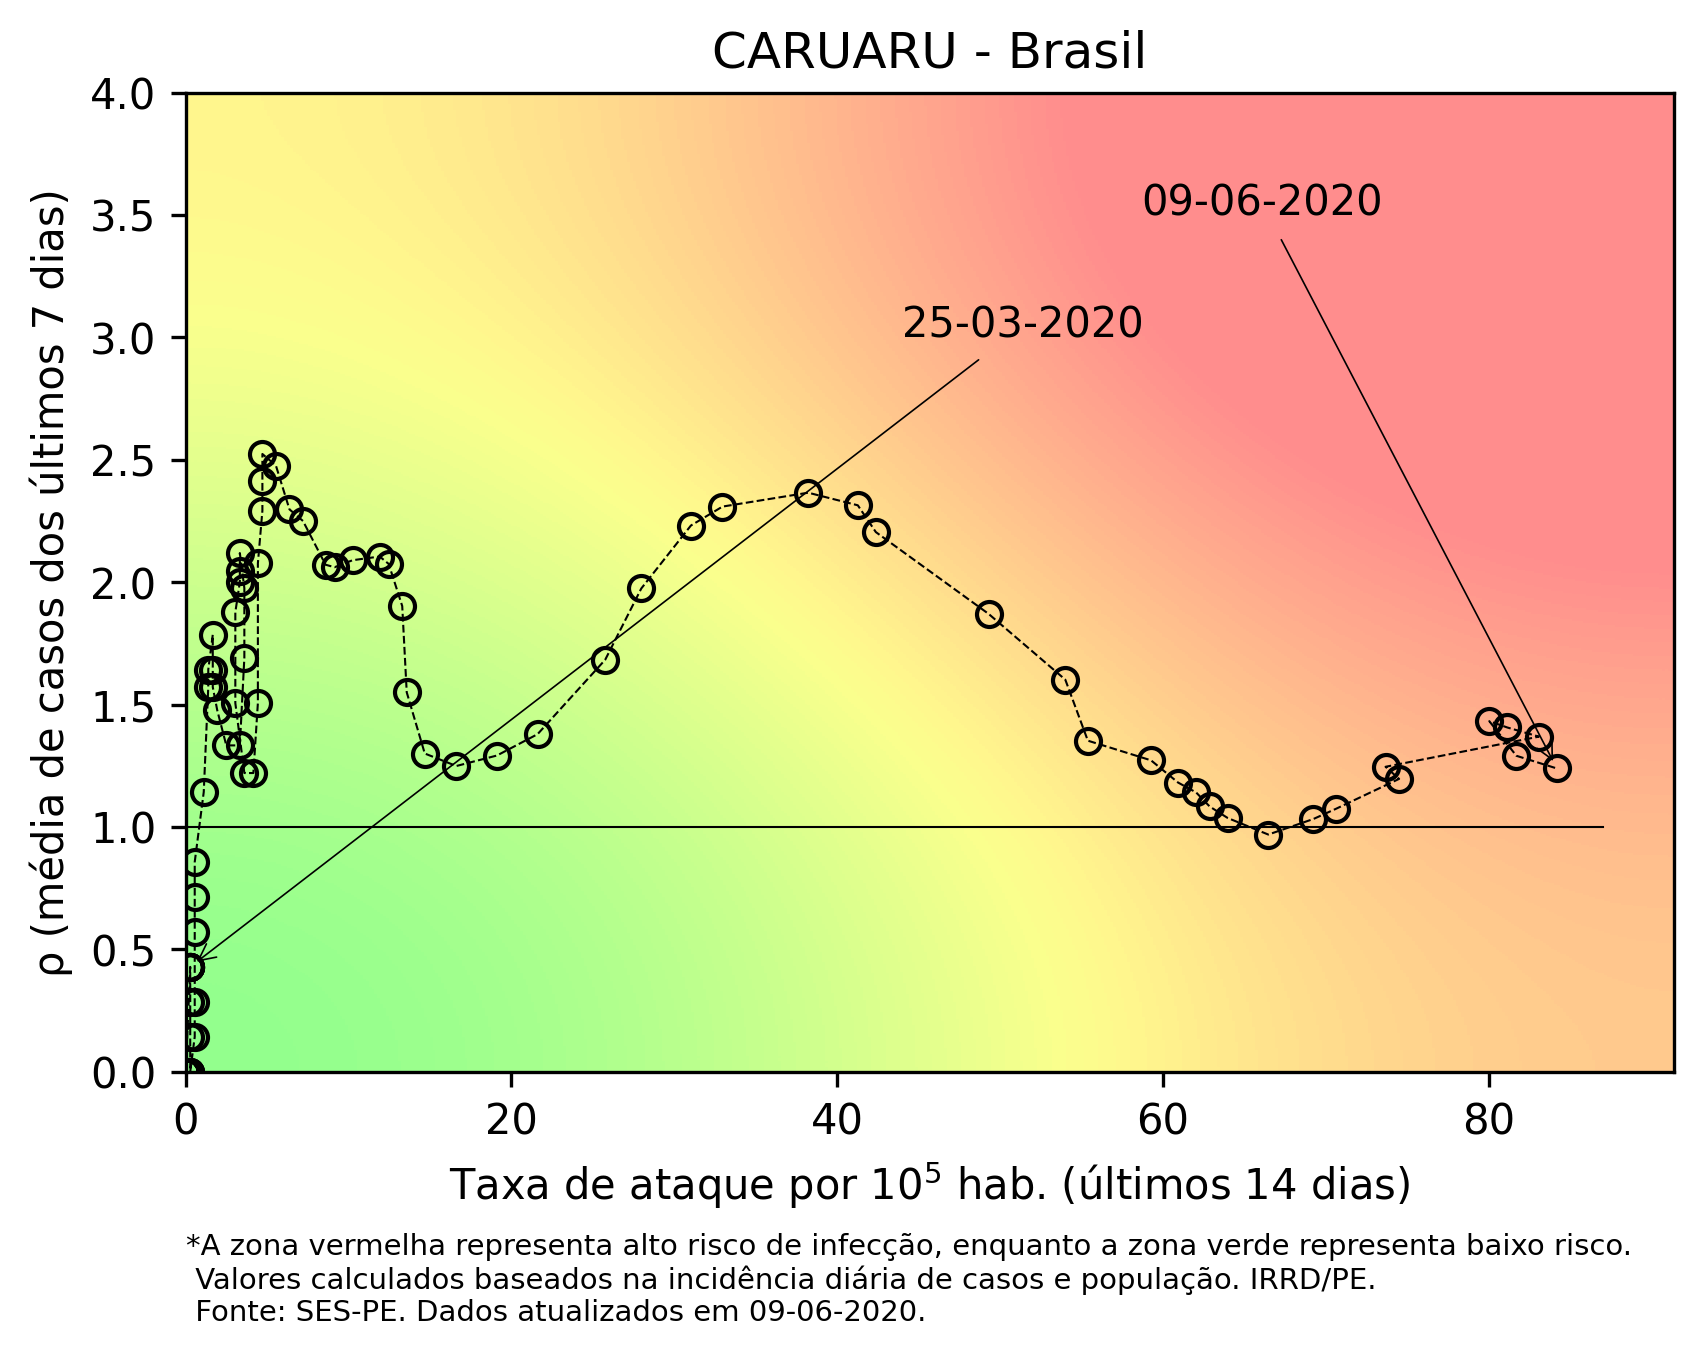 CARUARU - Brasil
4.0
3.5
3.0
2.5
2.0
1.5
1.0
0.5
0.0
ρ (média de casos dos últimos 7 dias)
09-06-2020
25-03-2020
0 20 40 60 80
Taxa de ataque por 10⁵ hab. (últimos 14 dias)
*A zona vermelha representa alto risco de infecção, enquanto a zona verde representa baixo risco.
Valores calculados baseados na incidência diária de casos e população. IRRD/PE.
Fonte: SES-PE. Dados atualizados em 09-06-2020.